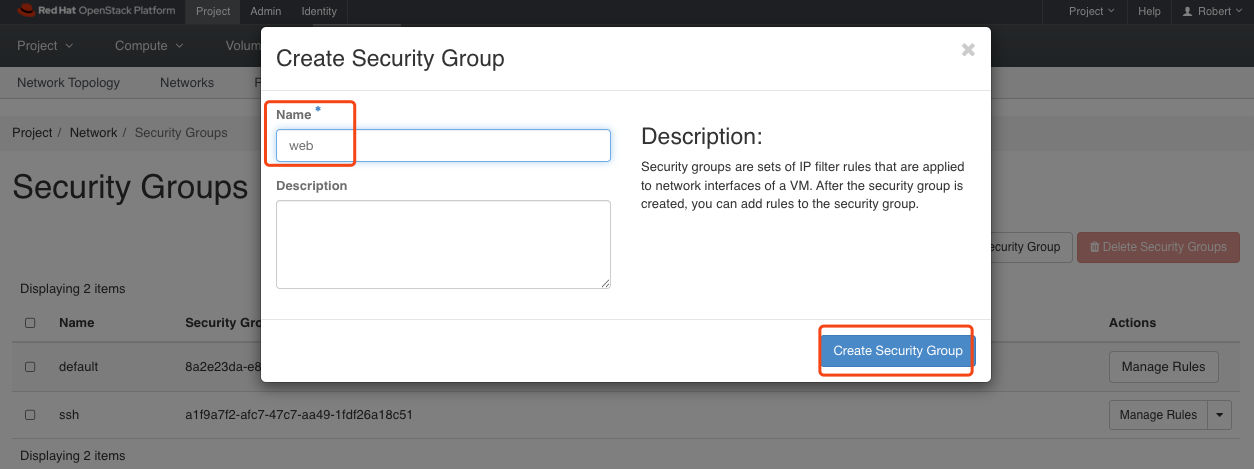 Red Hat OpenStack Platform Project Admin Identity Project Help Robert
Project Compute
Network Topology Networks
Create Security Group
Project / Network / Security Groups
Name *
web
Description
Description:
Security groups are sets of IP filter rules that are applied
to network interfaces of a VM. After the security group is
created, you can add rules to the security group.
Security Groups
Security Group Delete Security Groups
Displaying 2 items
Name Security Gro Actions
Create Security Group
default 8a2e23da-e8 Manage Rules
ssh a1f9a7f2-afc7-47c7-aa49-1fdf26a18c51 Manage Rules
Displaying 2 items